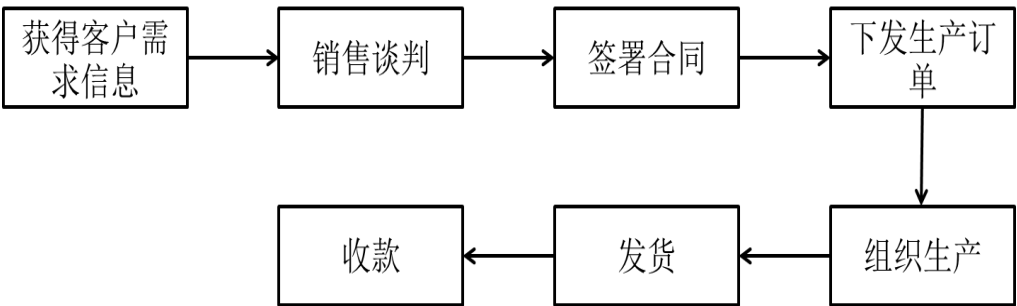 获得客户需
求信息
销售谈判
签署合同
下发生产订
单
组织生产
发货
收款